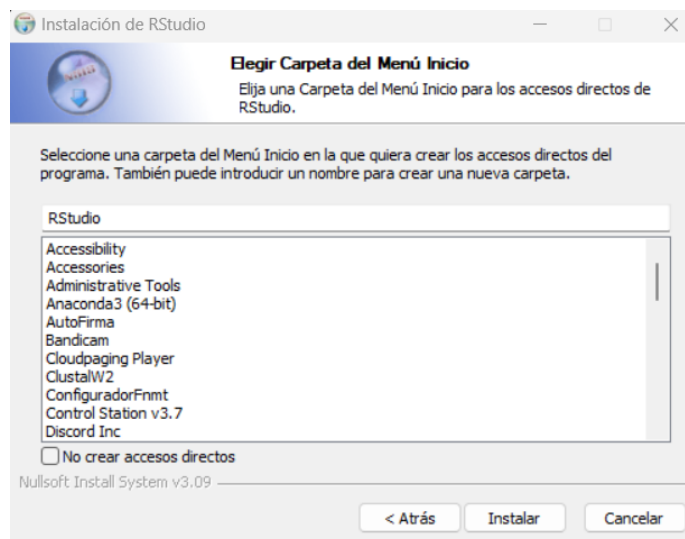 Instalación de RStudio
Elegir Carpeta del Menú Inicio
Elija una Carpeta del Menú Inicio para los accesos directos de
RStudio.
Seleccione una carpeta del Menú Inicio en la que quiera crear los accesos directos del
programa. También puede introducir un nombre para crear una nueva carpeta.
RStudio
Accessibility
Accessories
Administrative Tools
Anaconda3 (64-bit)
AutoFirma
Bandicam
Cloudpaging Player
ClustalW2
ConfiguradorFnmt
Control Station v3.7
Discord Inc
No crear accesos directos
Nullsoft Install System v3.09
< Atrás Instalar Cancelar